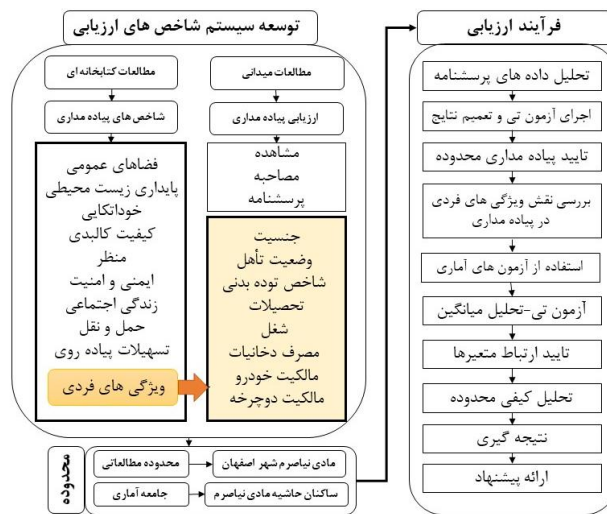 توسعه سیستم شاخص های ارزیابی
مطالعات میدانی
مطالعات کتابخانه ای
ارزیابی پیاده مداری
شاخص های پیاده مداری
مشاهده
مصاحبه
پرسشنامه
جنسیت
وضعیت تأهل
شاخص توده بدنی
تحصیلات
شغل
مصرف دخانیات
مالکیت خودرو
مالکیت دوچرخه
فضاهای عمومی
پایداری زیست محیطی
خوداتکایی
کیفیت کالبدی
منظر
ایمنی و امنیت
زندگی اجتماعی
حمل و نقل
تسهیلات پیاده روی
ویژگی های فردی
محدوده
محدوده مطالعاتی
مادی نیاصرم شهر اصفهان
جامعه آماری
ساکنان حاشیه مادی نیاصرم
فرآیند ارزیابی
تحلیل داده های پرسشنامه
اجرای آزمون تی و تعمیم نتایج
تایید پیاده مداری محدوده
بررسی نقش ویژگی های فردی
در پیاده مداری
استفاده از آزمون های آماری
آزمون تی-تحلیل میانگین
تایید ارتباط متغیرها
تحلیل کیفی محدوده
نتیجه گیری
ارائه پیشنهاد